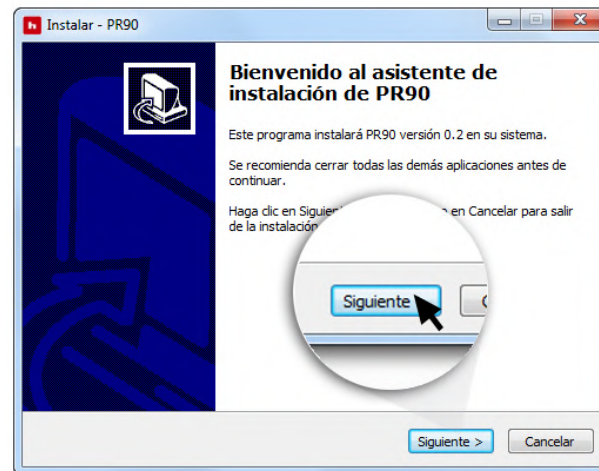 Instalar - PR90
Bienvenido al asistente de
instalación de PR90
Este programa instalará PR90 versión 0.2 en su sistema.
Se recomienda cerrar todas las demás aplicaciones antes de
continuar.
Haga clic en Siguien en Cancelar para salir
de la instalación
Siguiente
Siguiente > Cancelar